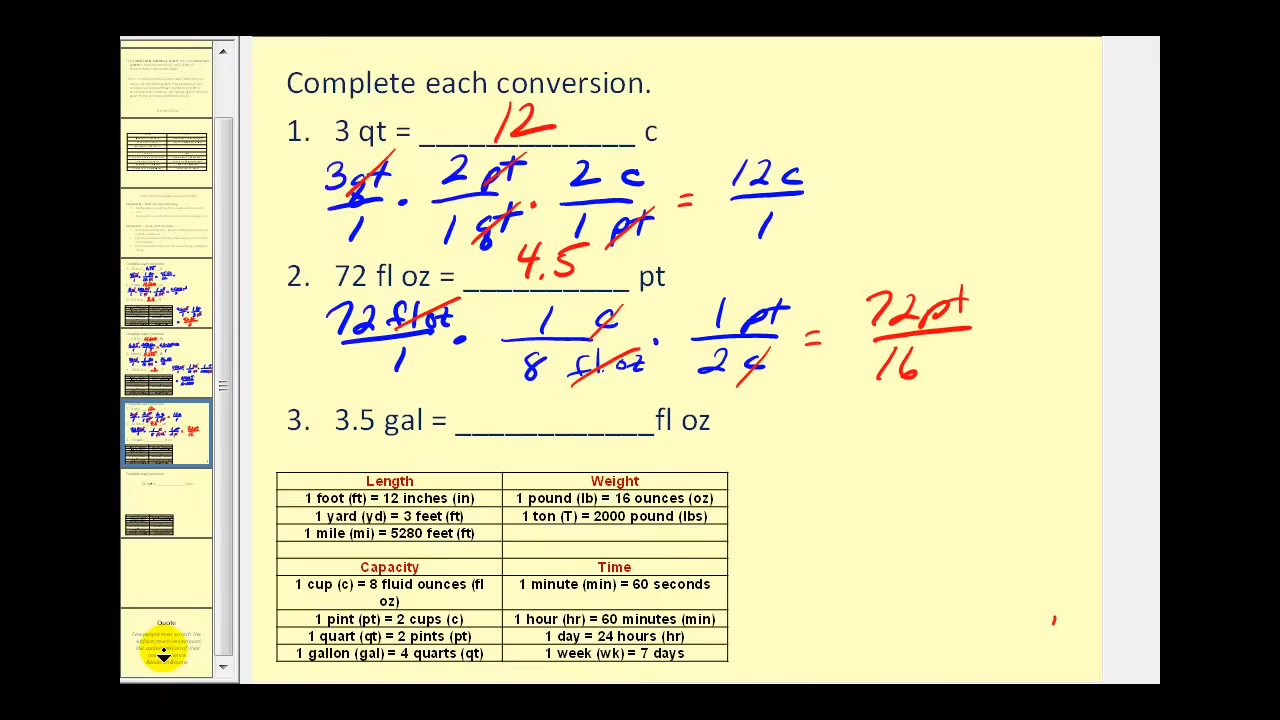 Complete each conversion.
1. 3 qt = _____________ c
12
3qt/1 · 2 pt/1 qt · 2 c/1 pt = 12c/1
2. 72 fl oz = __________ pt
4.5
72 fl oz/1 · 1 c/8 fl oz · 1 pt/2 c = 72pt/16
3. 3.5 gal = ____________fl oz
Length Weight
1 foot (ft) = 12 inches (in) 1 pound (lb) = 16 ounces (oz)
1 yard (yd) = 3 feet (ft) 1 ton (T) = 2000 pound (lbs)
1 mile (mi) = 5280 feet (ft)
Capacity Time
1 cup (c) = 8 fluid ounces (fl oz) 1 minute (min) = 60 seconds
1 pint (pt) = 2 cups (c) 1 hour (hr) = 60 minutes (min)
1 quart (qt) = 2 pints (pt) 1 day = 24 hours (hr)
1 gallon (gal) = 4 quarts (qt) 1 week (wk) = 7 days
Quote